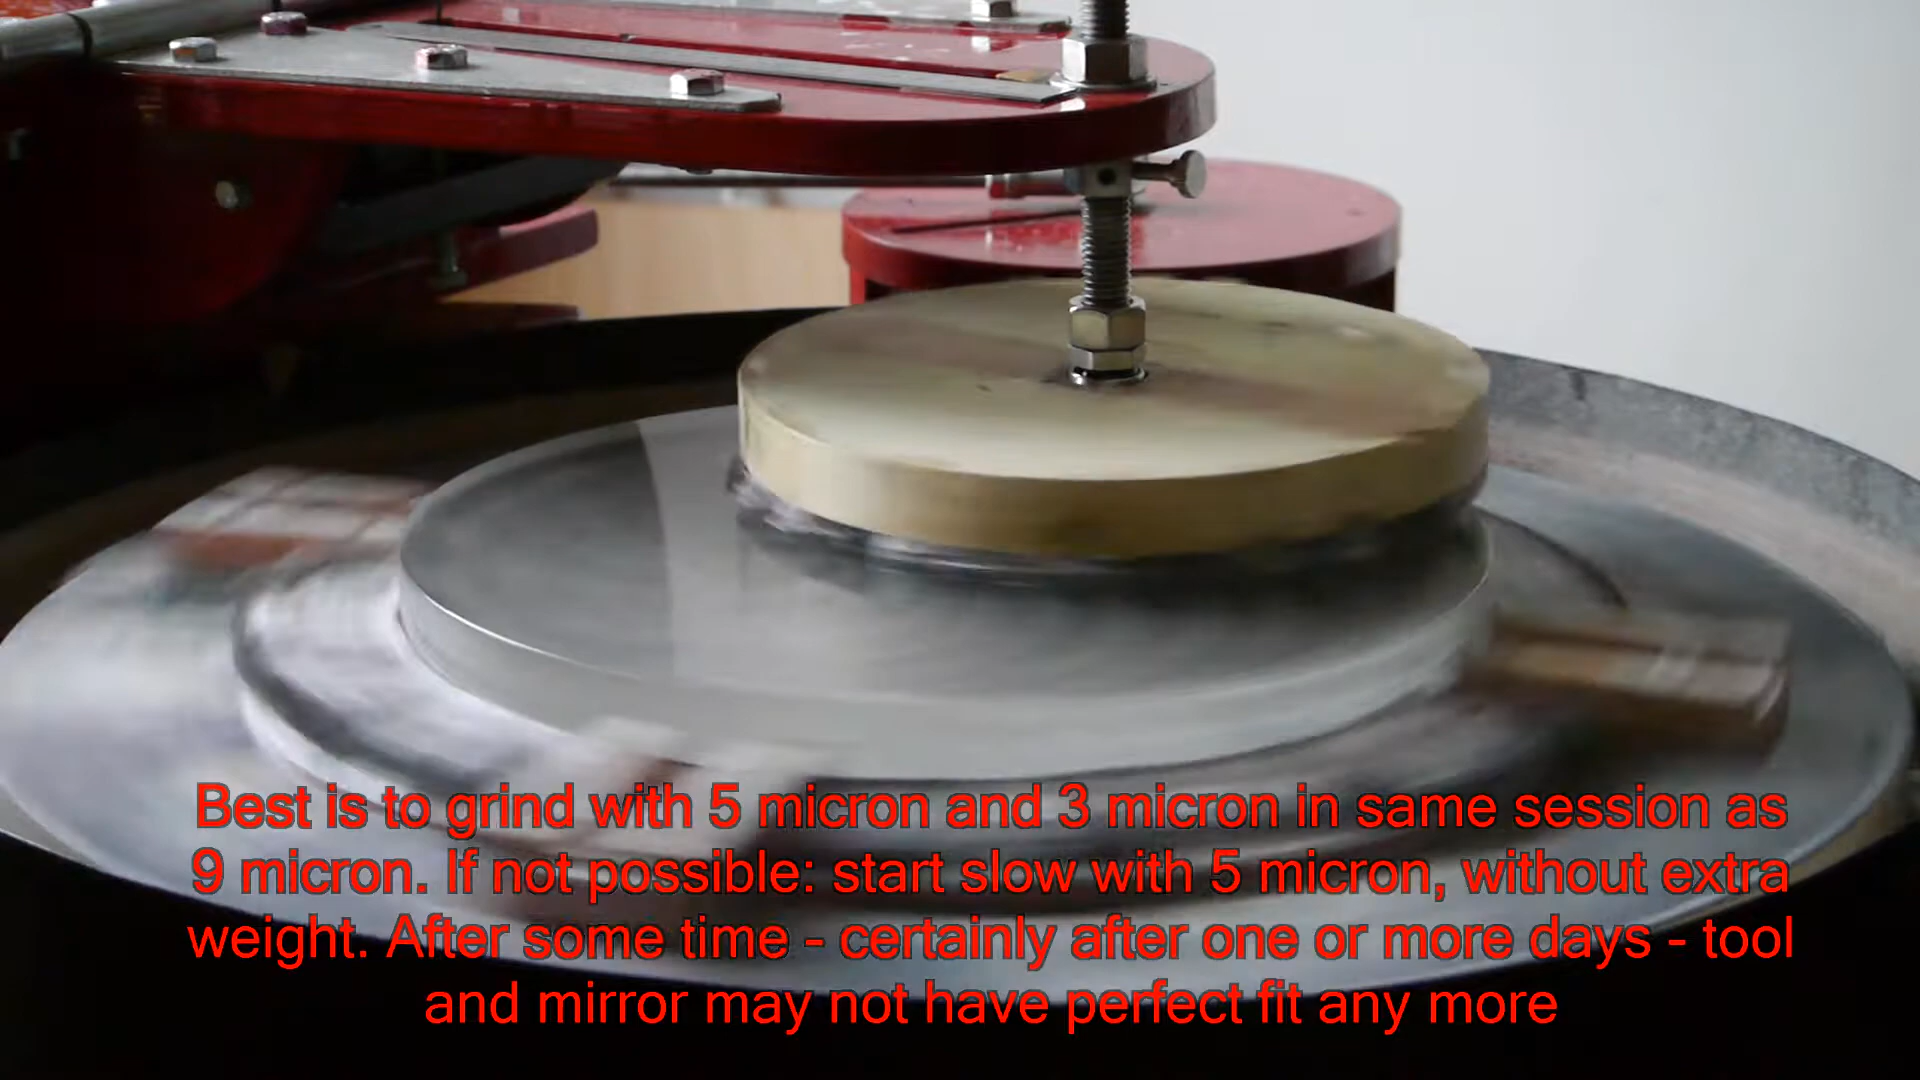 Best is to grind with 5 micron and 3 micron in same session as
9 micron. If not possible: start slow with 5 micron, without extra
weight. After some time - certainly after one or more days - tool
and mirror may not have perfect fit any more